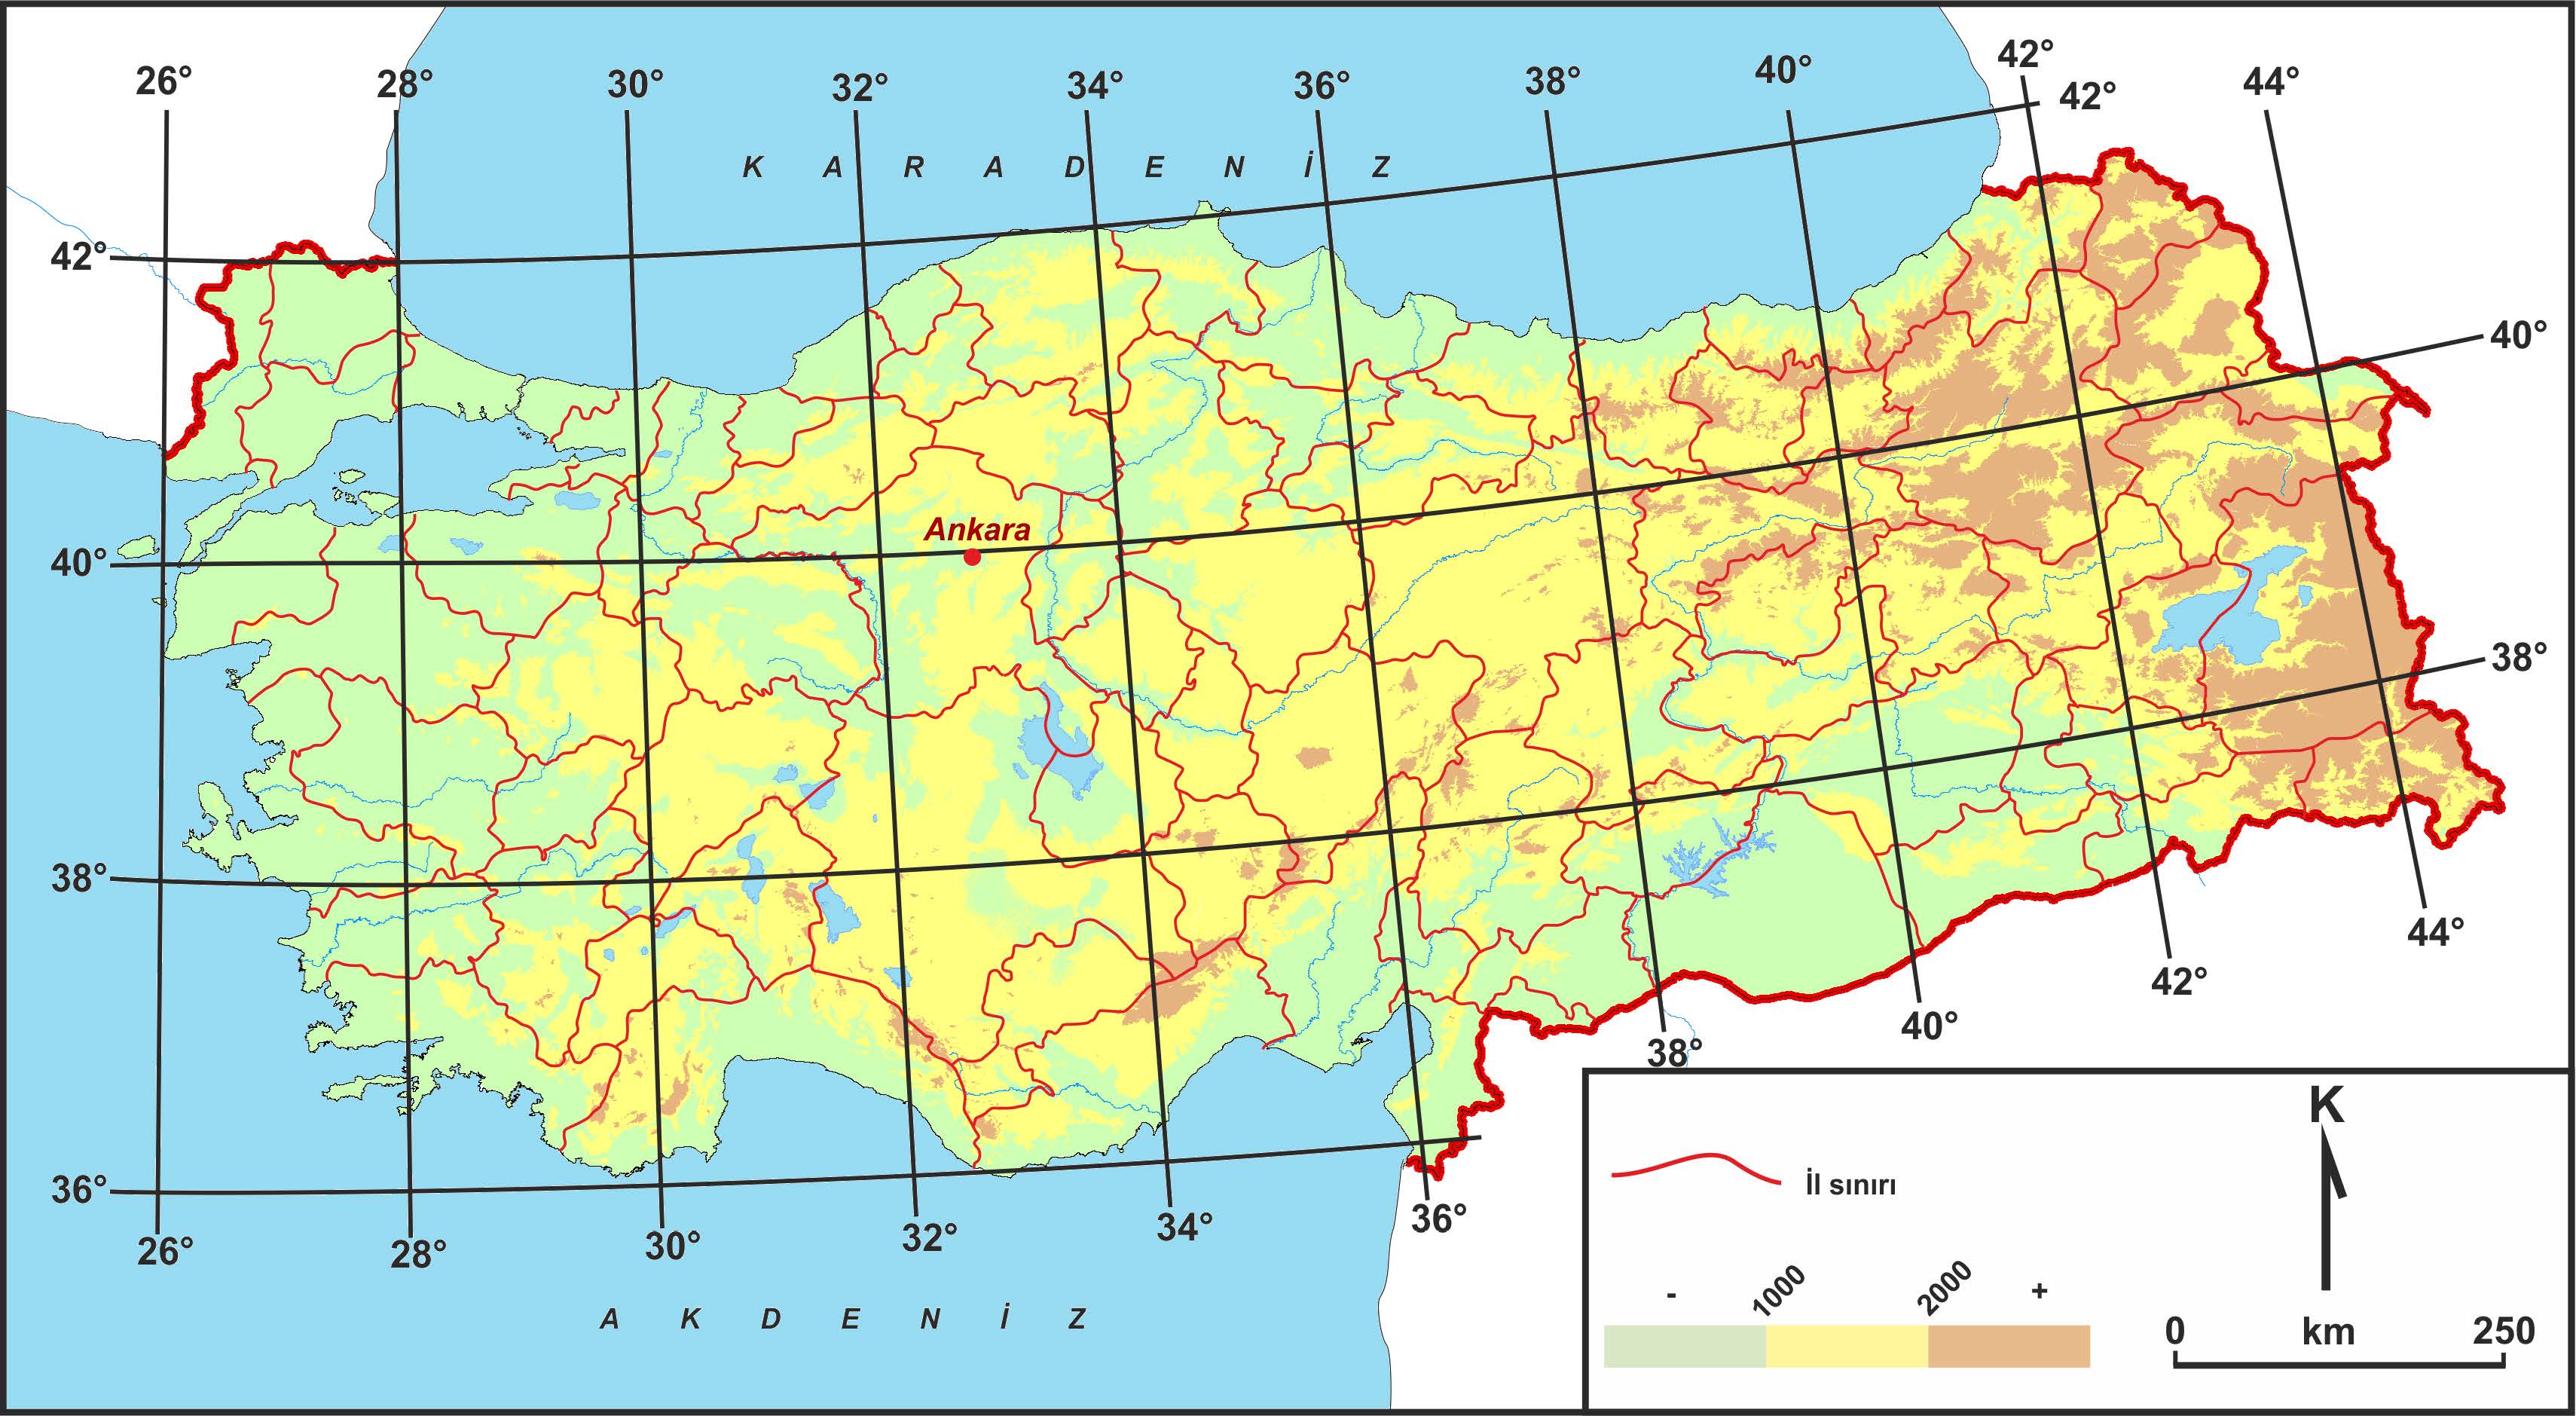 26° 28° 30° 32° 34° 36° 38° 40° 42° 44°
42°
K A R A D E N İ Z
42°
40°
Ankara
40°
38°
38°
44°
42°
40°
38°
36°
36°
26° 28° 30° 32° 34°
A K D E N İ Z
K
İl sınırı
- 1000 2000 +
0 km 250